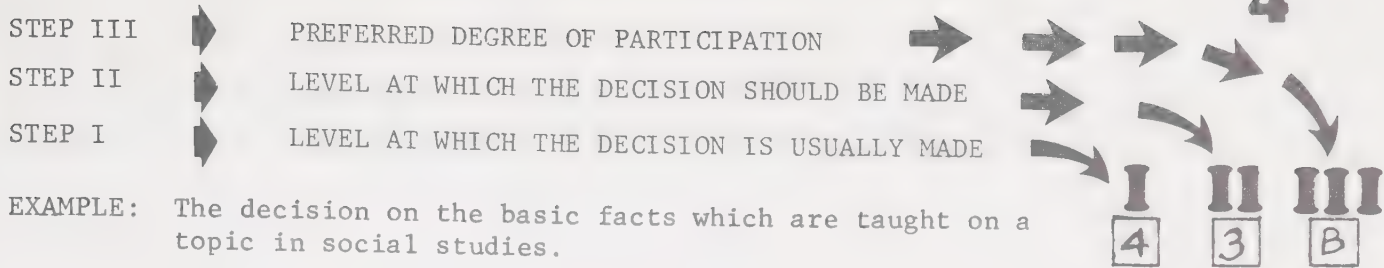 4
STEP III PREFERRED DEGREE OF PARTICIPATION
STEP II LEVEL AT WHICH THE DECISION SHOULD BE MADE
STEP I LEVEL AT WHICH THE DECISION IS USUALLY MADE
I II III
EXAMPLE: The decision on the basic facts which are taught on a
topic in social studies.
4 3 B